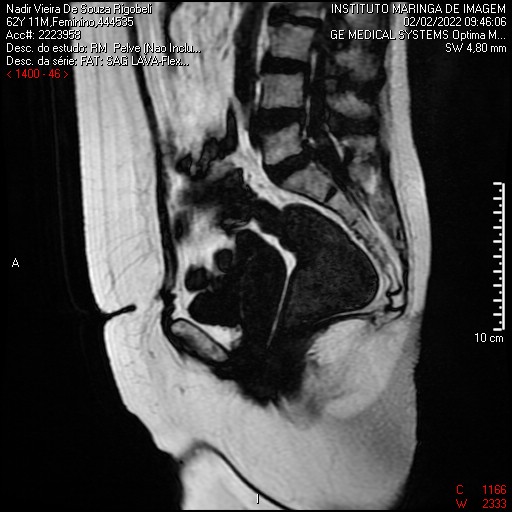 Nadir Vieira De Souza Rigobeli
62Y 11M,Feminino,444535
Acc#: 2223953
Desc. do estudo: RM Pelve (Nao Inclu...
Desc. da série: FAT: SAG LAVA-Flex...
< 1400 - 46 >
INSTITUTO MARINGA DE IMAGEM
02/02/2022 09:46:06
GE MEDICAL SYSTEMS Optima M...
SW 4,80 mm
A
10 cm
I
C 1166
W 2333